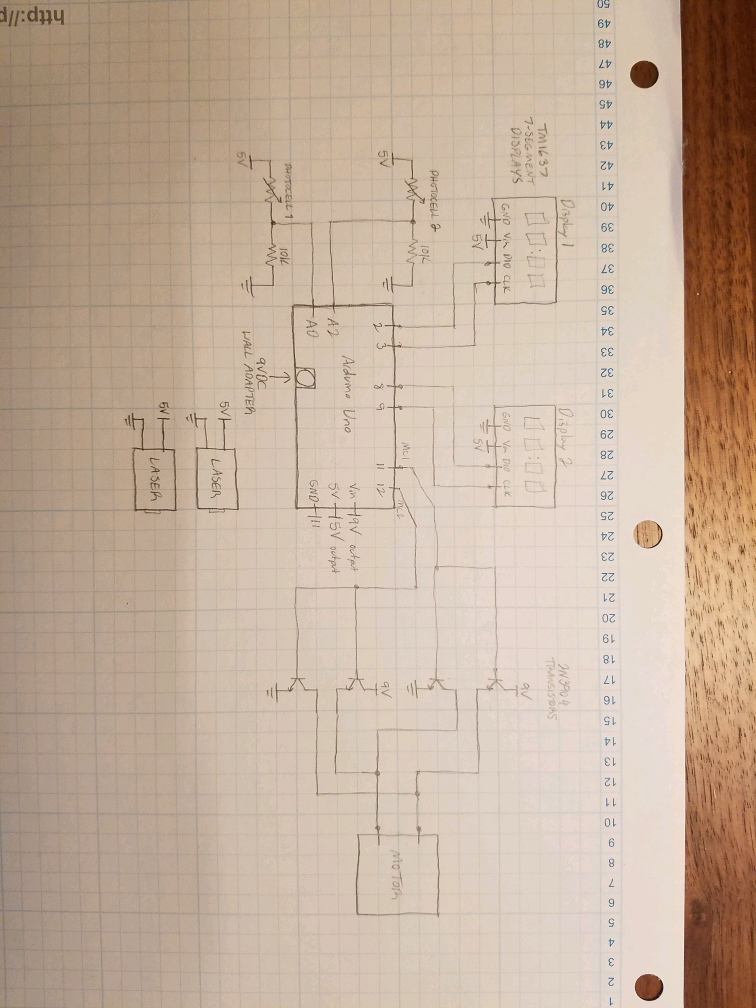 http://p
50
49
48
47
46
45
44
43
42
41
40
39
38
37
36
35
34
33
32
31
30
29
28
27
26
25
24
23
22
21
20
19
18
17
16
15
14
13
12
11
10
9
8
7
6
5
4
3
2
1
TM1637
7-SEGMENT
DISPLAYS
Display 1
GND Vin DIO CLK
5V
Display 2
GND Vin DIO CLK
5V
2N3904
TRANSISTORS
PHOTOCELL 2
5V
10K
PHOTOCELL 1
5V
10K
2
3
8
9
11
12
MC1
MC2
A2
A0
Arduino Uno
Vin
9V output
5V
5V output
GND
9VDC
WALL ADAPTER
9V
9V
MOTOR
5V
LASER
5V
LASER